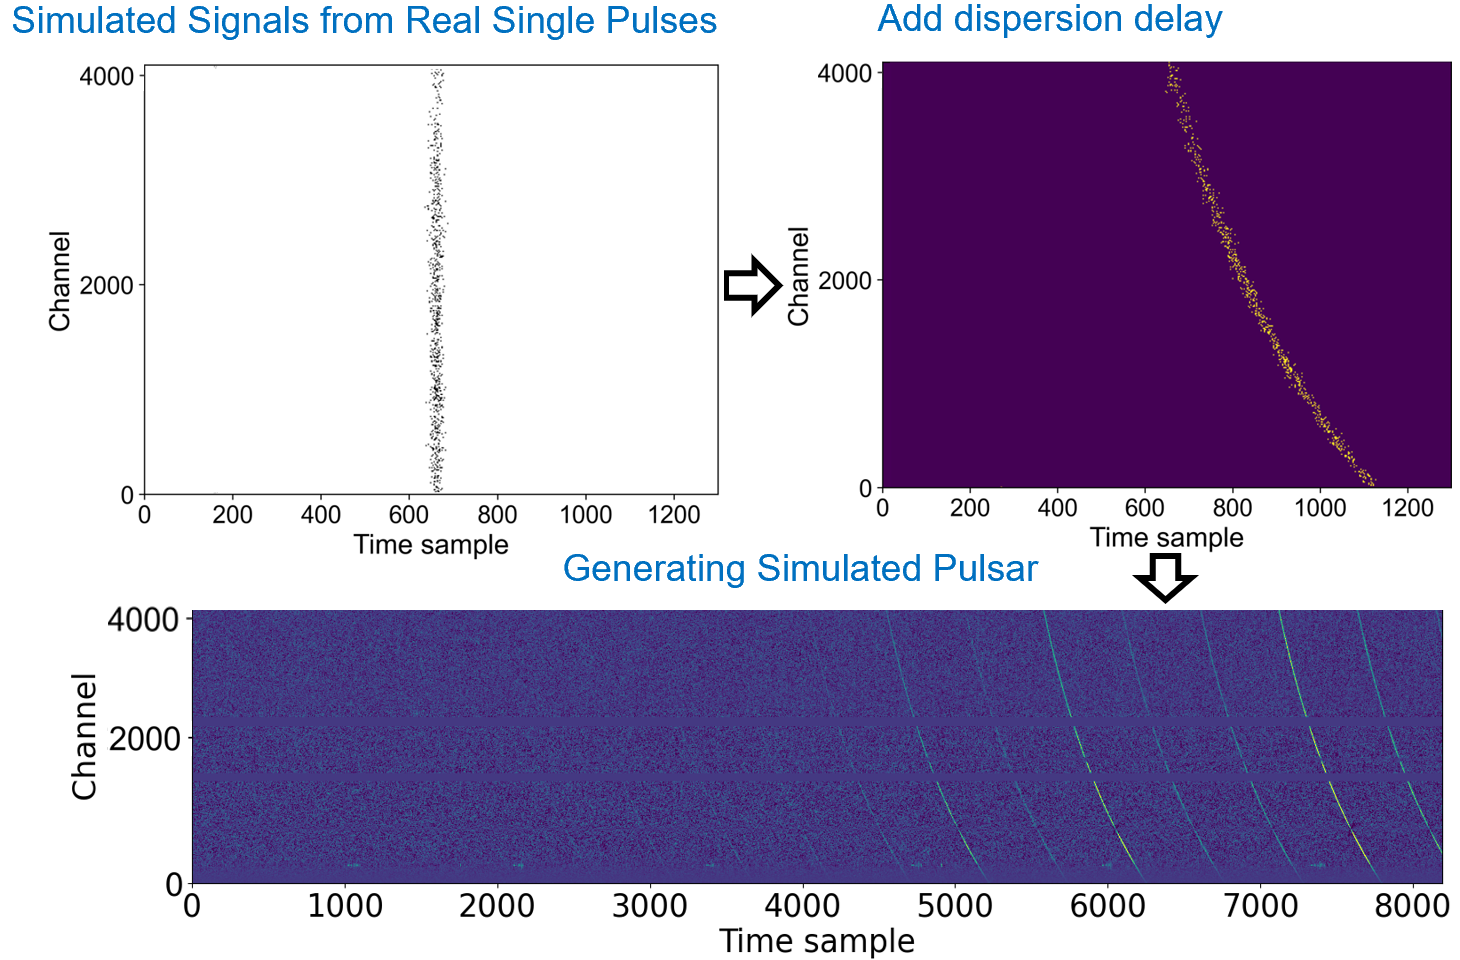 Simulated Signals from Real Single Pulses
Add dispersion delay
4000
2000
0
Channel
0 200 400 600 800 1000 1200
Time sample
4000
2000
0
Channel
0 200 400 600 800 1000 1200
Time sample
Generating Simulated Pulsar
4000
2000
0
Channel
0 1000 2000 3000 4000 5000 6000 7000 8000
Time sample